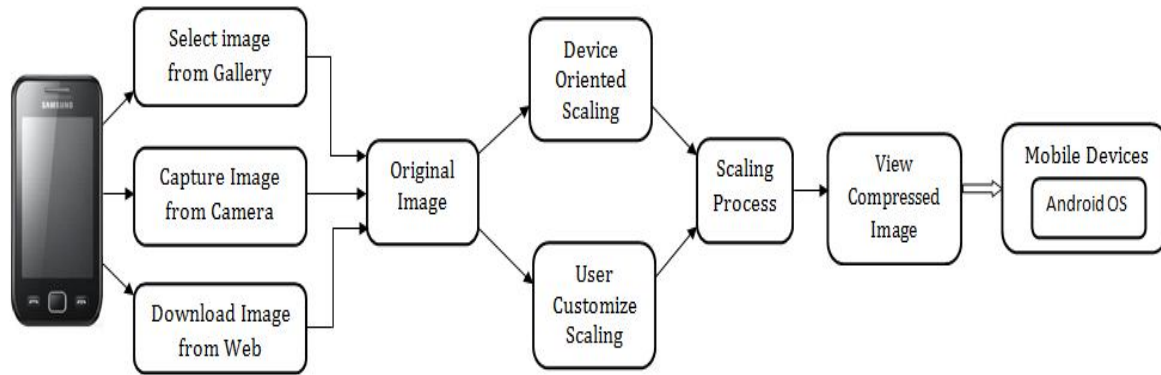 SAMSUNG
Select image
from Gallery
Capture Image
from Camera
Download Image
from Web
Original
Image
Device
Oriented
Scaling
User
Customize
Scaling
Scaling
Process
View
Compressed
Image
Mobile Devices
Android OS